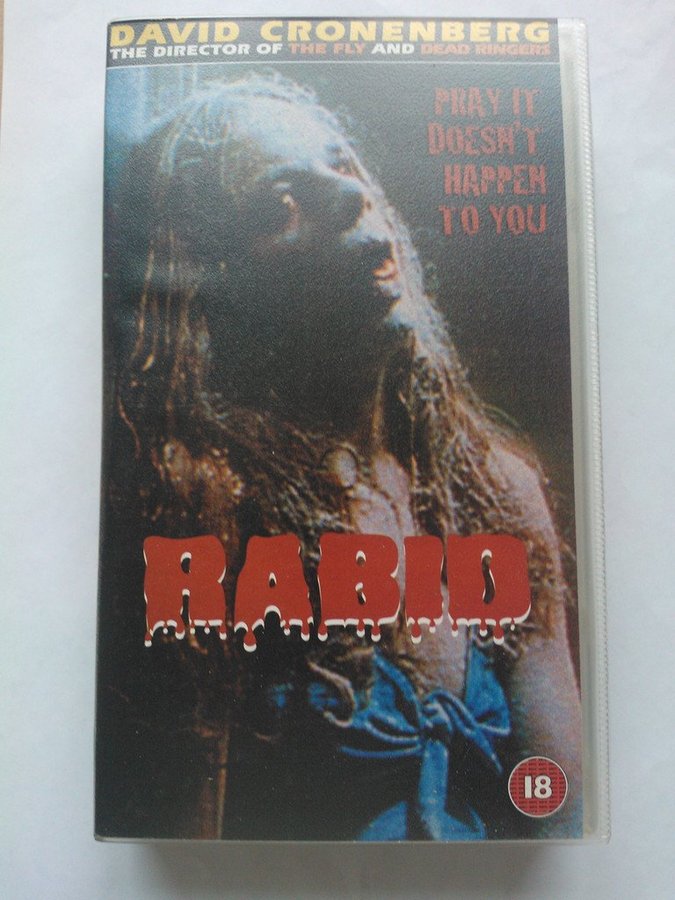 DAVID CRONENBERG
THE DIRECTOR OF THE FLY AND DEAD RINGERS
PRAY IT
DOESN'T
HAPPEN
TO YOU
RABID
18